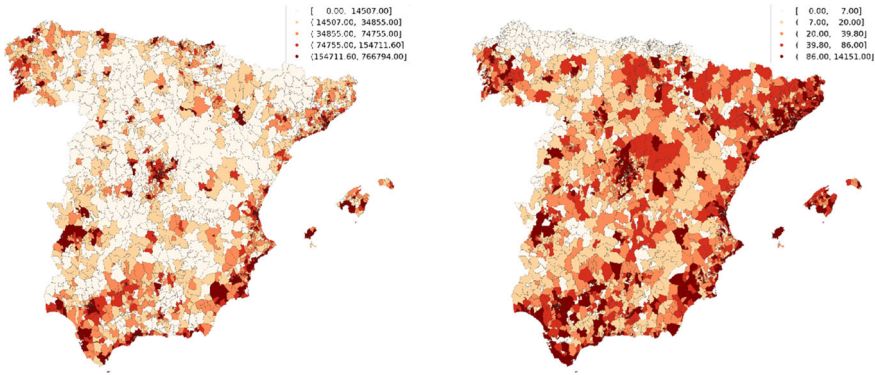 [ 0.00, 14507.00]
( 14507.00, 34855.00]
( 34855.00, 74755.00]
( 74755.00, 154711.60]
(154711.60, 766794.00]
[ 0.00, 7.00]
( 7.00, 20.00]
( 20.00, 39.80]
( 39.80, 86.00]
( 86.00, 14151.00]